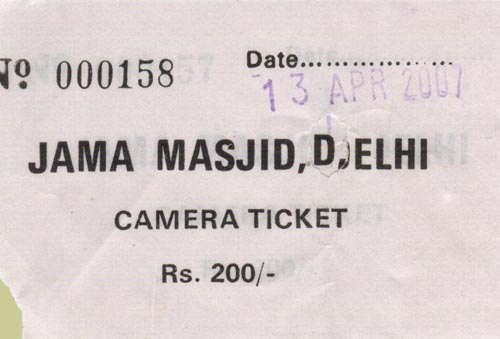 Nº 000158
Date....................
13 APR 2007
JAMA MASJID, DELHI
CAMERA TICKET
Rs. 200/-